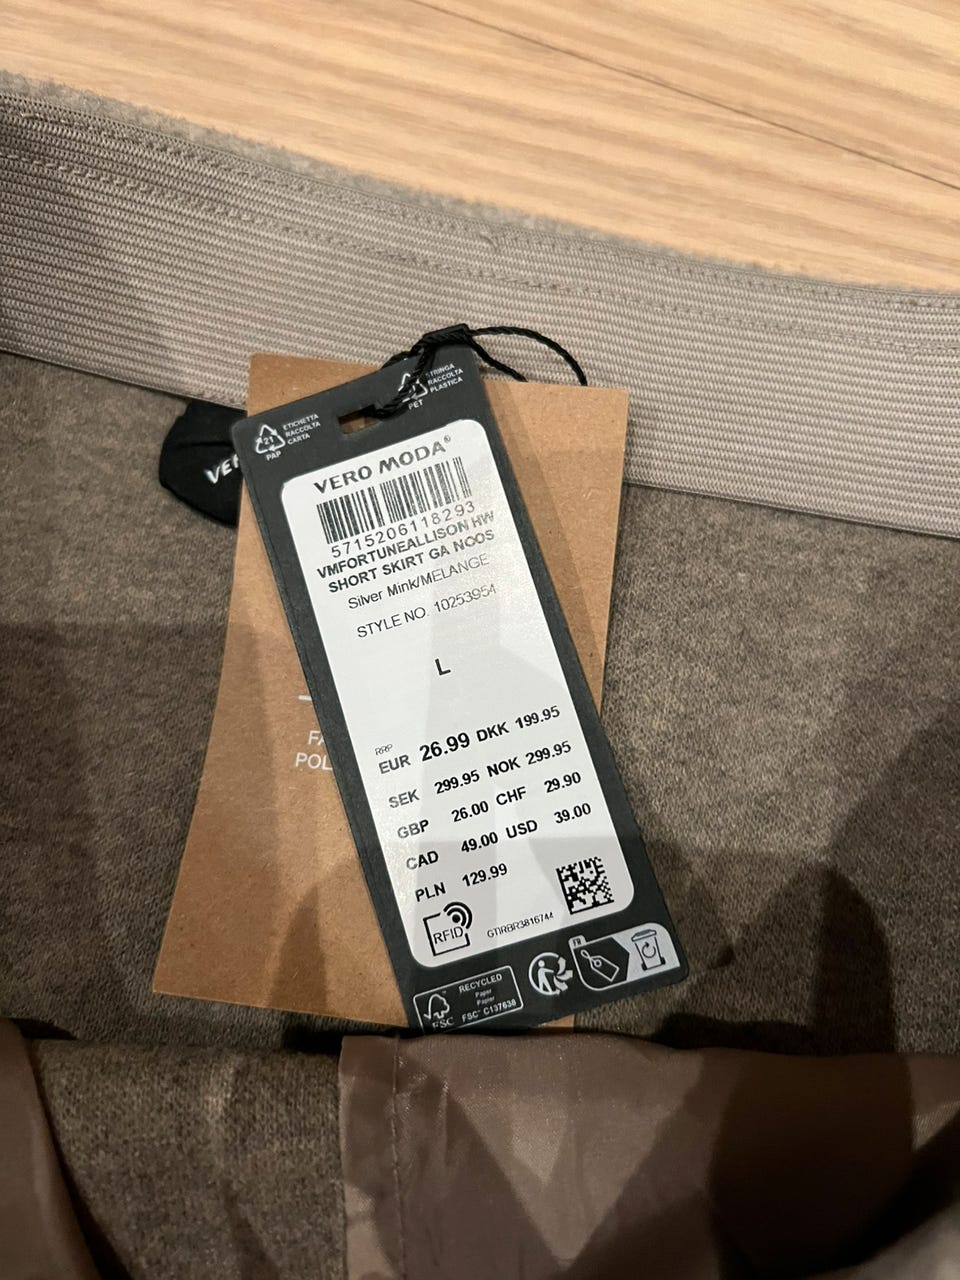 ETICHETTA
RACCOLTA
CARTA
21
PAP
STRINGA
RACCOLTA
PLASTICA
PET
VERO MODA®
5715206118293
VMFORTUNEALLISON HW
SHORT SKIRT GA NOOS
Silver Mink/MELANGE
STYLE NO. 10253954
L
RRP
EUR 26.99 DKK 199.95
SEK 299.95 NOK 299.95
GBP 26.00 CHF 29.90
CAD 49.00 USD 39.00
PLN 129.99
RFID
FSC
RECYCLED
Paper
Papier
FSC® C137638
FR